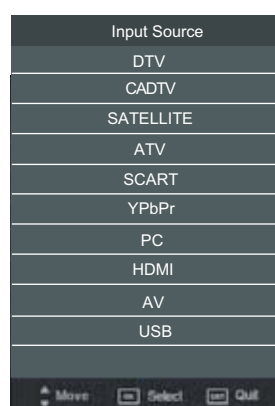 Input Source
DTV
CADTV
SATELLITE
ATV
SCART
YPbPr
PC
HDMI
AV
USB
Move Select Quit